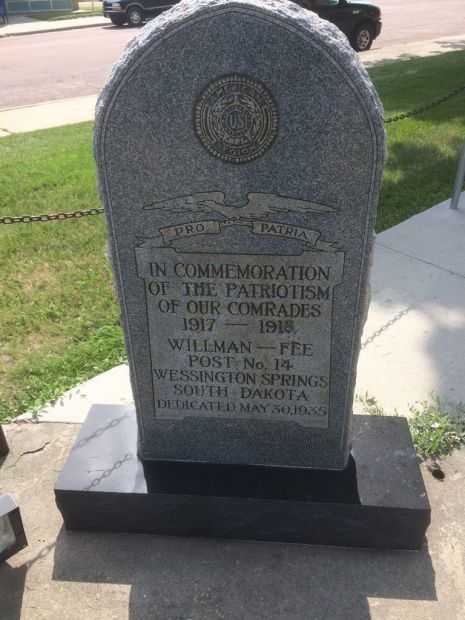 US
PRO PATRIA
IN COMMEMORATION
OF THE PATRIOTISM
OF OUR COMRADES
1917 — 1918
WILLMAN — FEE
POST No. 14
WESSINGTON SPRINGS
SOUTH DAKOTA
DEDICATED MAY 30, 1935